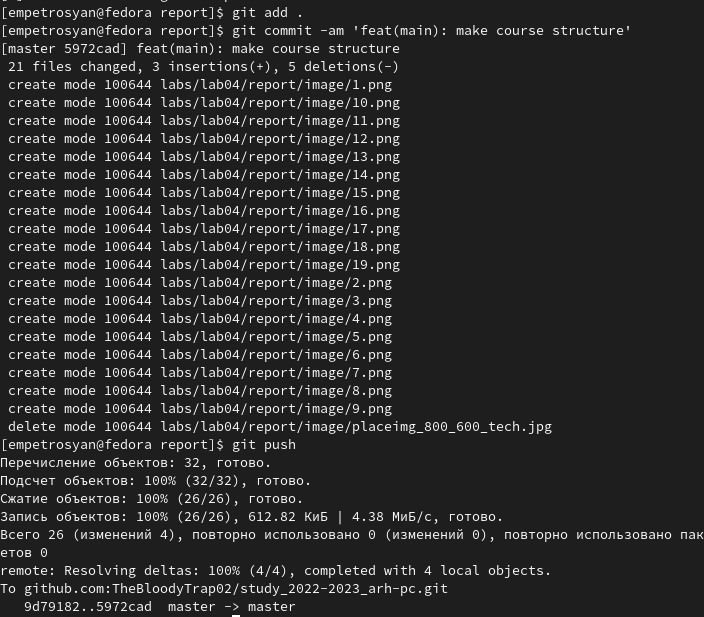 [empetrosyan@fedora report]$ git add .
[empetrosyan@fedora report]$ git commit -am 'feat(main): make course structure'
[master 5972cad] feat(main): make course structure
 21 files changed, 3 insertions(+), 5 deletions(-)
 create mode 100644 labs/lab04/report/image/1.png
 create mode 100644 labs/lab04/report/image/10.png
 create mode 100644 labs/lab04/report/image/11.png
 create mode 100644 labs/lab04/report/image/12.png
 create mode 100644 labs/lab04/report/image/13.png
 create mode 100644 labs/lab04/report/image/14.png
 create mode 100644 labs/lab04/report/image/15.png
 create mode 100644 labs/lab04/report/image/16.png
 create mode 100644 labs/lab04/report/image/17.png
 create mode 100644 labs/lab04/report/image/18.png
 create mode 100644 labs/lab04/report/image/19.png
 create mode 100644 labs/lab04/report/image/2.png
 create mode 100644 labs/lab04/report/image/3.png
 create mode 100644 labs/lab04/report/image/4.png
 create mode 100644 labs/lab04/report/image/5.png
 create mode 100644 labs/lab04/report/image/6.png
 create mode 100644 labs/lab04/report/image/7.png
 create mode 100644 labs/lab04/report/image/8.png
 create mode 100644 labs/lab04/report/image/9.png
 delete mode 100644 labs/lab04/report/image/placeimg_800_600_tech.jpg
[empetrosyan@fedora report]$ git push
Перечисление объектов: 32, готово.
Подсчет объектов: 100% (32/32), готово.
Сжатие объектов: 100% (26/26), готово.
Запись объектов: 100% (26/26), 612.82 КиБ | 4.38 МиБ/с, готово.
Всего 26 (изменений 4), повторно использовано 0 (изменений 0), повторно использовано пак
етов 0
remote: Resolving deltas: 100% (4/4), completed with 4 local objects.
To github.com:TheBloodyTrap02/study_2022-2023_arh-pc.git
   9d79182..5972cad  master -> master